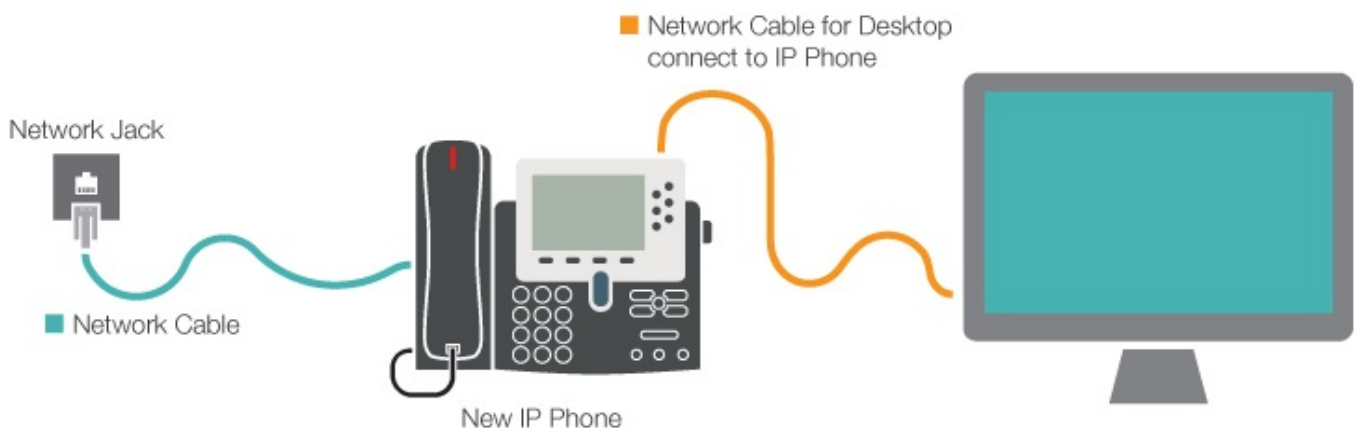 Network Cable for Desktop
connect to IP Phone
Network Jack
Network Cable
New IP Phone